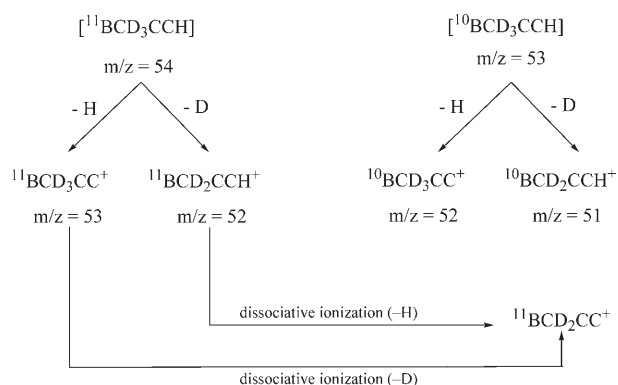 [¹¹BCD₃CCH] [¹⁰BCD₃CCH]
m/z = 54 m/z = 53
- H - D - H - D
¹¹BCD₃CC⁺ ¹¹BCD₂CCH⁺ ¹⁰BCD₃CC⁺ ¹⁰BCD₂CCH⁺
m/z = 53 m/z = 52 m/z = 52 m/z = 51
dissociative ionization (–H)
¹¹BCD₂CC⁺
dissociative ionization (–D)